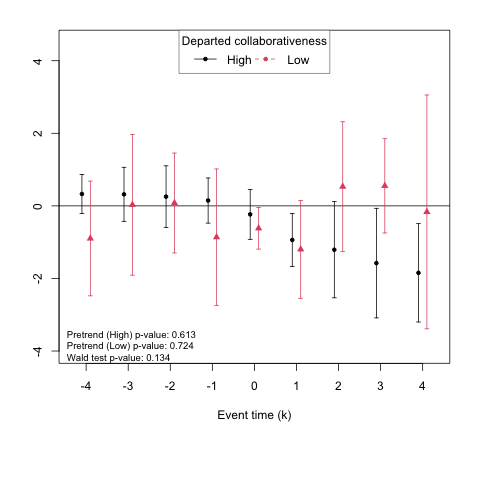 Departed collaborativeness
High Low
4
2
0
-2
-4
Pretrend (High) p-value: 0.613
Pretrend (Low) p-value: 0.724
Wald test p-value: 0.134
-4 -3 -2 -1 0 1 2 3 4
Event time (k)